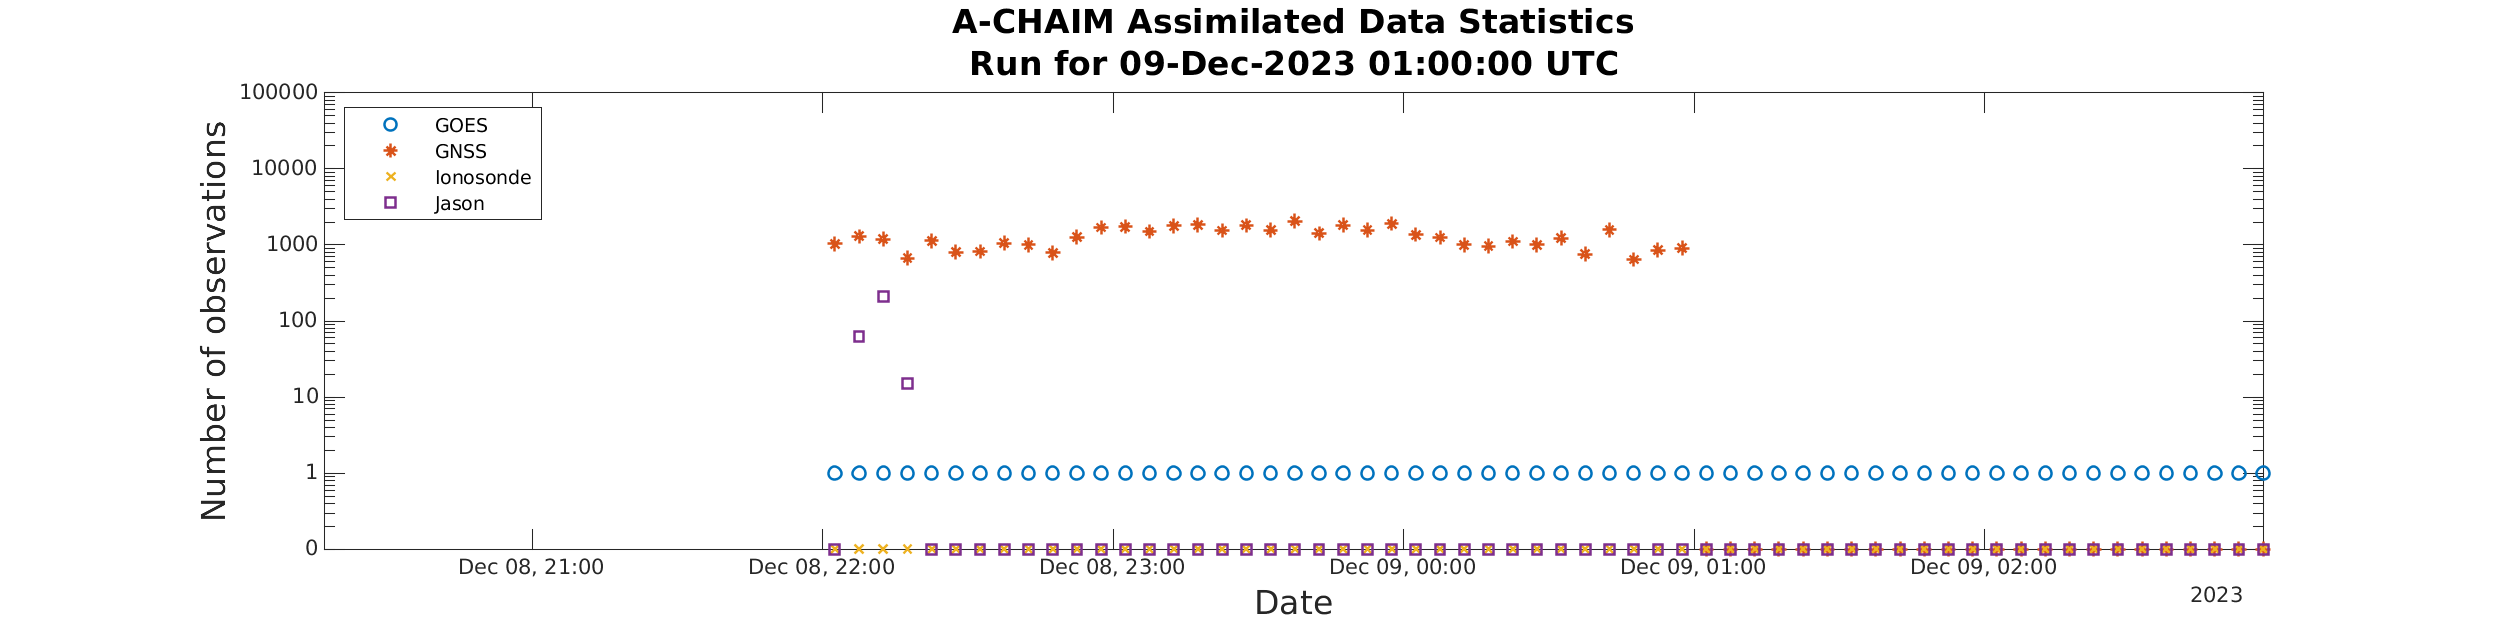 A-CHAIM Assimilated Data Statistics
Run for 09-Dec-2023 01:00:00 UTC
Number of observations
100000
10000
1000
100
10
1
0
GOES
GNSS
Ionosonde
Jason
Dec 08, 21:00
Dec 08, 22:00
Dec 08, 23:00
Dec 09, 00:00
Dec 09, 01:00
Dec 09, 02:00
2023
Date